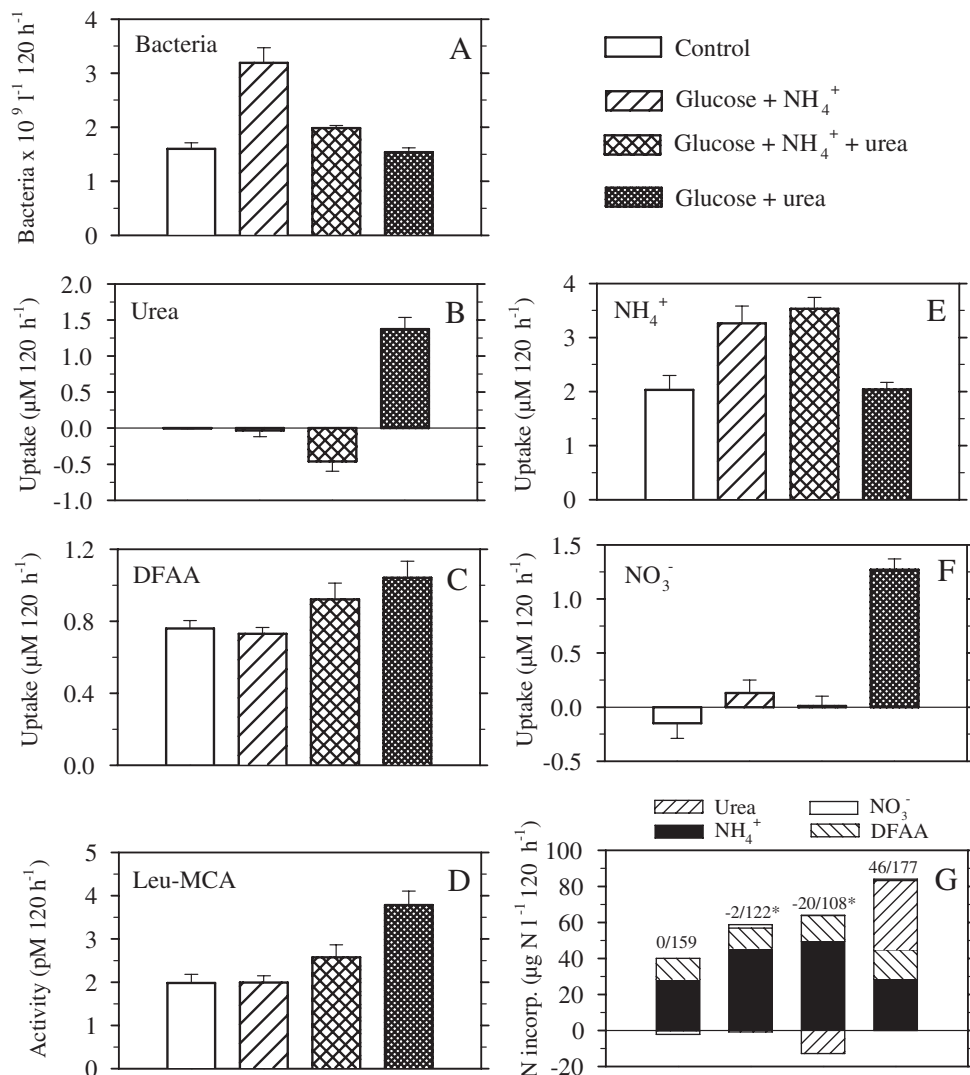 Bacteria
A
Bacteria x 10⁻⁹ l⁻¹ 120 h⁻¹
4
3
2
1
0
Control
Glucose + NH₄⁺
Glucose + NH₄⁺ + urea
Glucose + urea
Urea
B
Uptake (µM 120 h⁻¹)
2.0
1.5
1.0
0.5
0.0
-0.5
-1.0
NH₄⁺
E
Uptake (µM 120 h⁻¹)
4
3
2
1
0
DFAA
C
Uptake (µM 120 h⁻¹)
1.2
0.8
0.4
0.0
NO₃⁻
F
Uptake (µM 120 h⁻¹)
1.5
1.0
0.5
0.0
-0.5
Leu-MCA
D
Activity (pM 120 h⁻¹)
5
4
3
2
1
0
Urea
NO₃⁻
NH₄⁺
DFAA
G
N incorp. (µg N l⁻¹ 120 h⁻¹)
100
80
60
40
20
0
-20
0/159
-2/122*
-20/108*
46/177